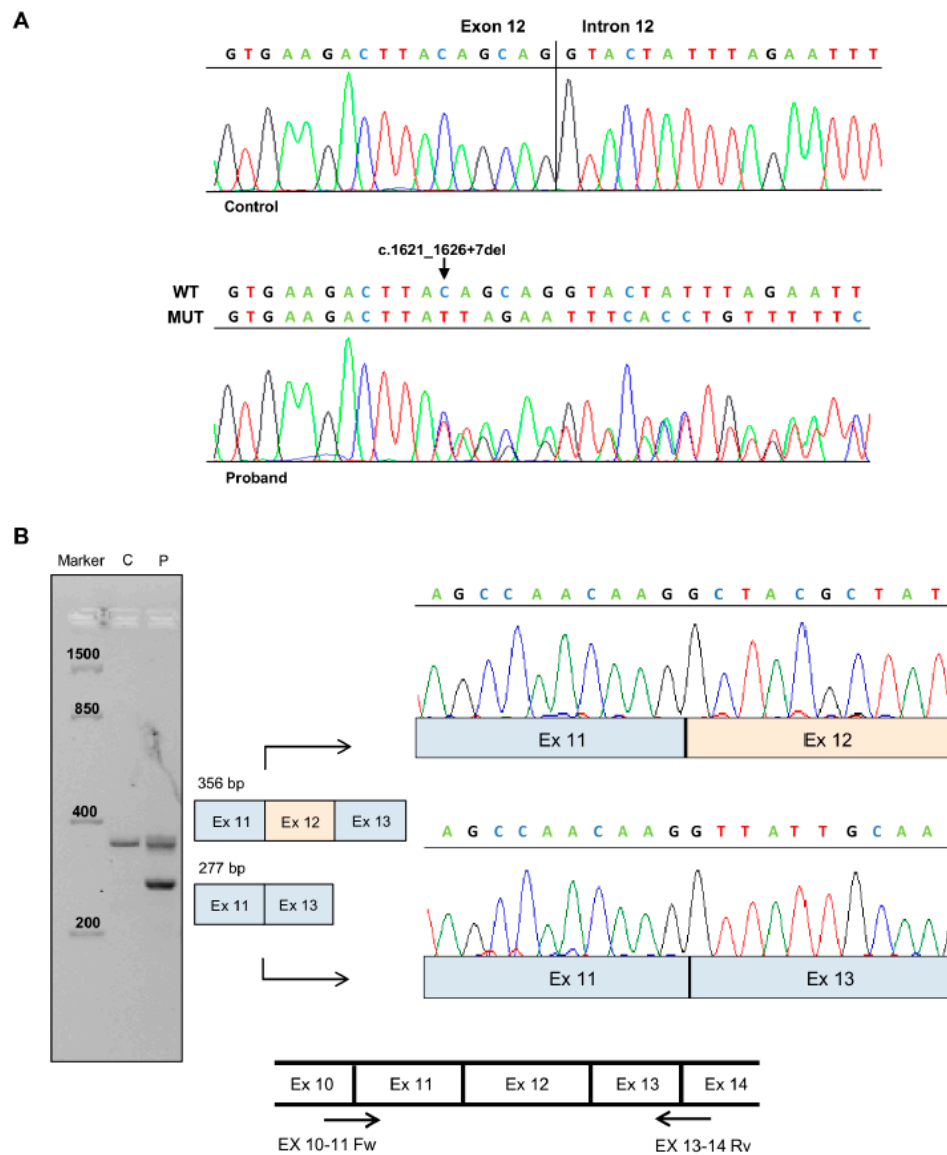 A
Exon 12 Intron 12
G T G A A G A C T T A C A G C A G G T A C T A T T T A G A A T T T
Control
c.1621_1626+7del
WT G T G A A G A C T T A C A G C A G G T A C T A T T T A G A A T T
MUT G T G A A G A C T T A T T A G A A T T T C A C C T G T T T T T C
Proband
B
Marker C P
1500
850
400
200
356 bp
Ex 11 Ex 12 Ex 13
277 bp
Ex 11 Ex 13
A G C C A A C A A G G C T A C G C T A T
Ex 11 Ex 12
A G C C A A C A A G G T T A T T G C A A
Ex 11 Ex 13
Ex 10 Ex 11 Ex 12 Ex 13 Ex 14
EX 10-11 Fw EX 13-14 Rv